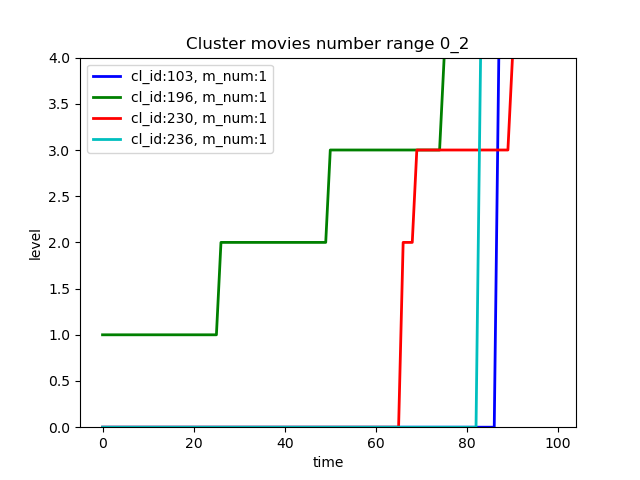 Cluster movies number range 0_2
4.0
3.5
3.0
2.5
2.0
1.5
1.0
0.5
0.0
level
cl_id:103, m_num:1
cl_id:196, m_num:1
cl_id:230, m_num:1
cl_id:236, m_num:1
0 20 40 60 80 100
time